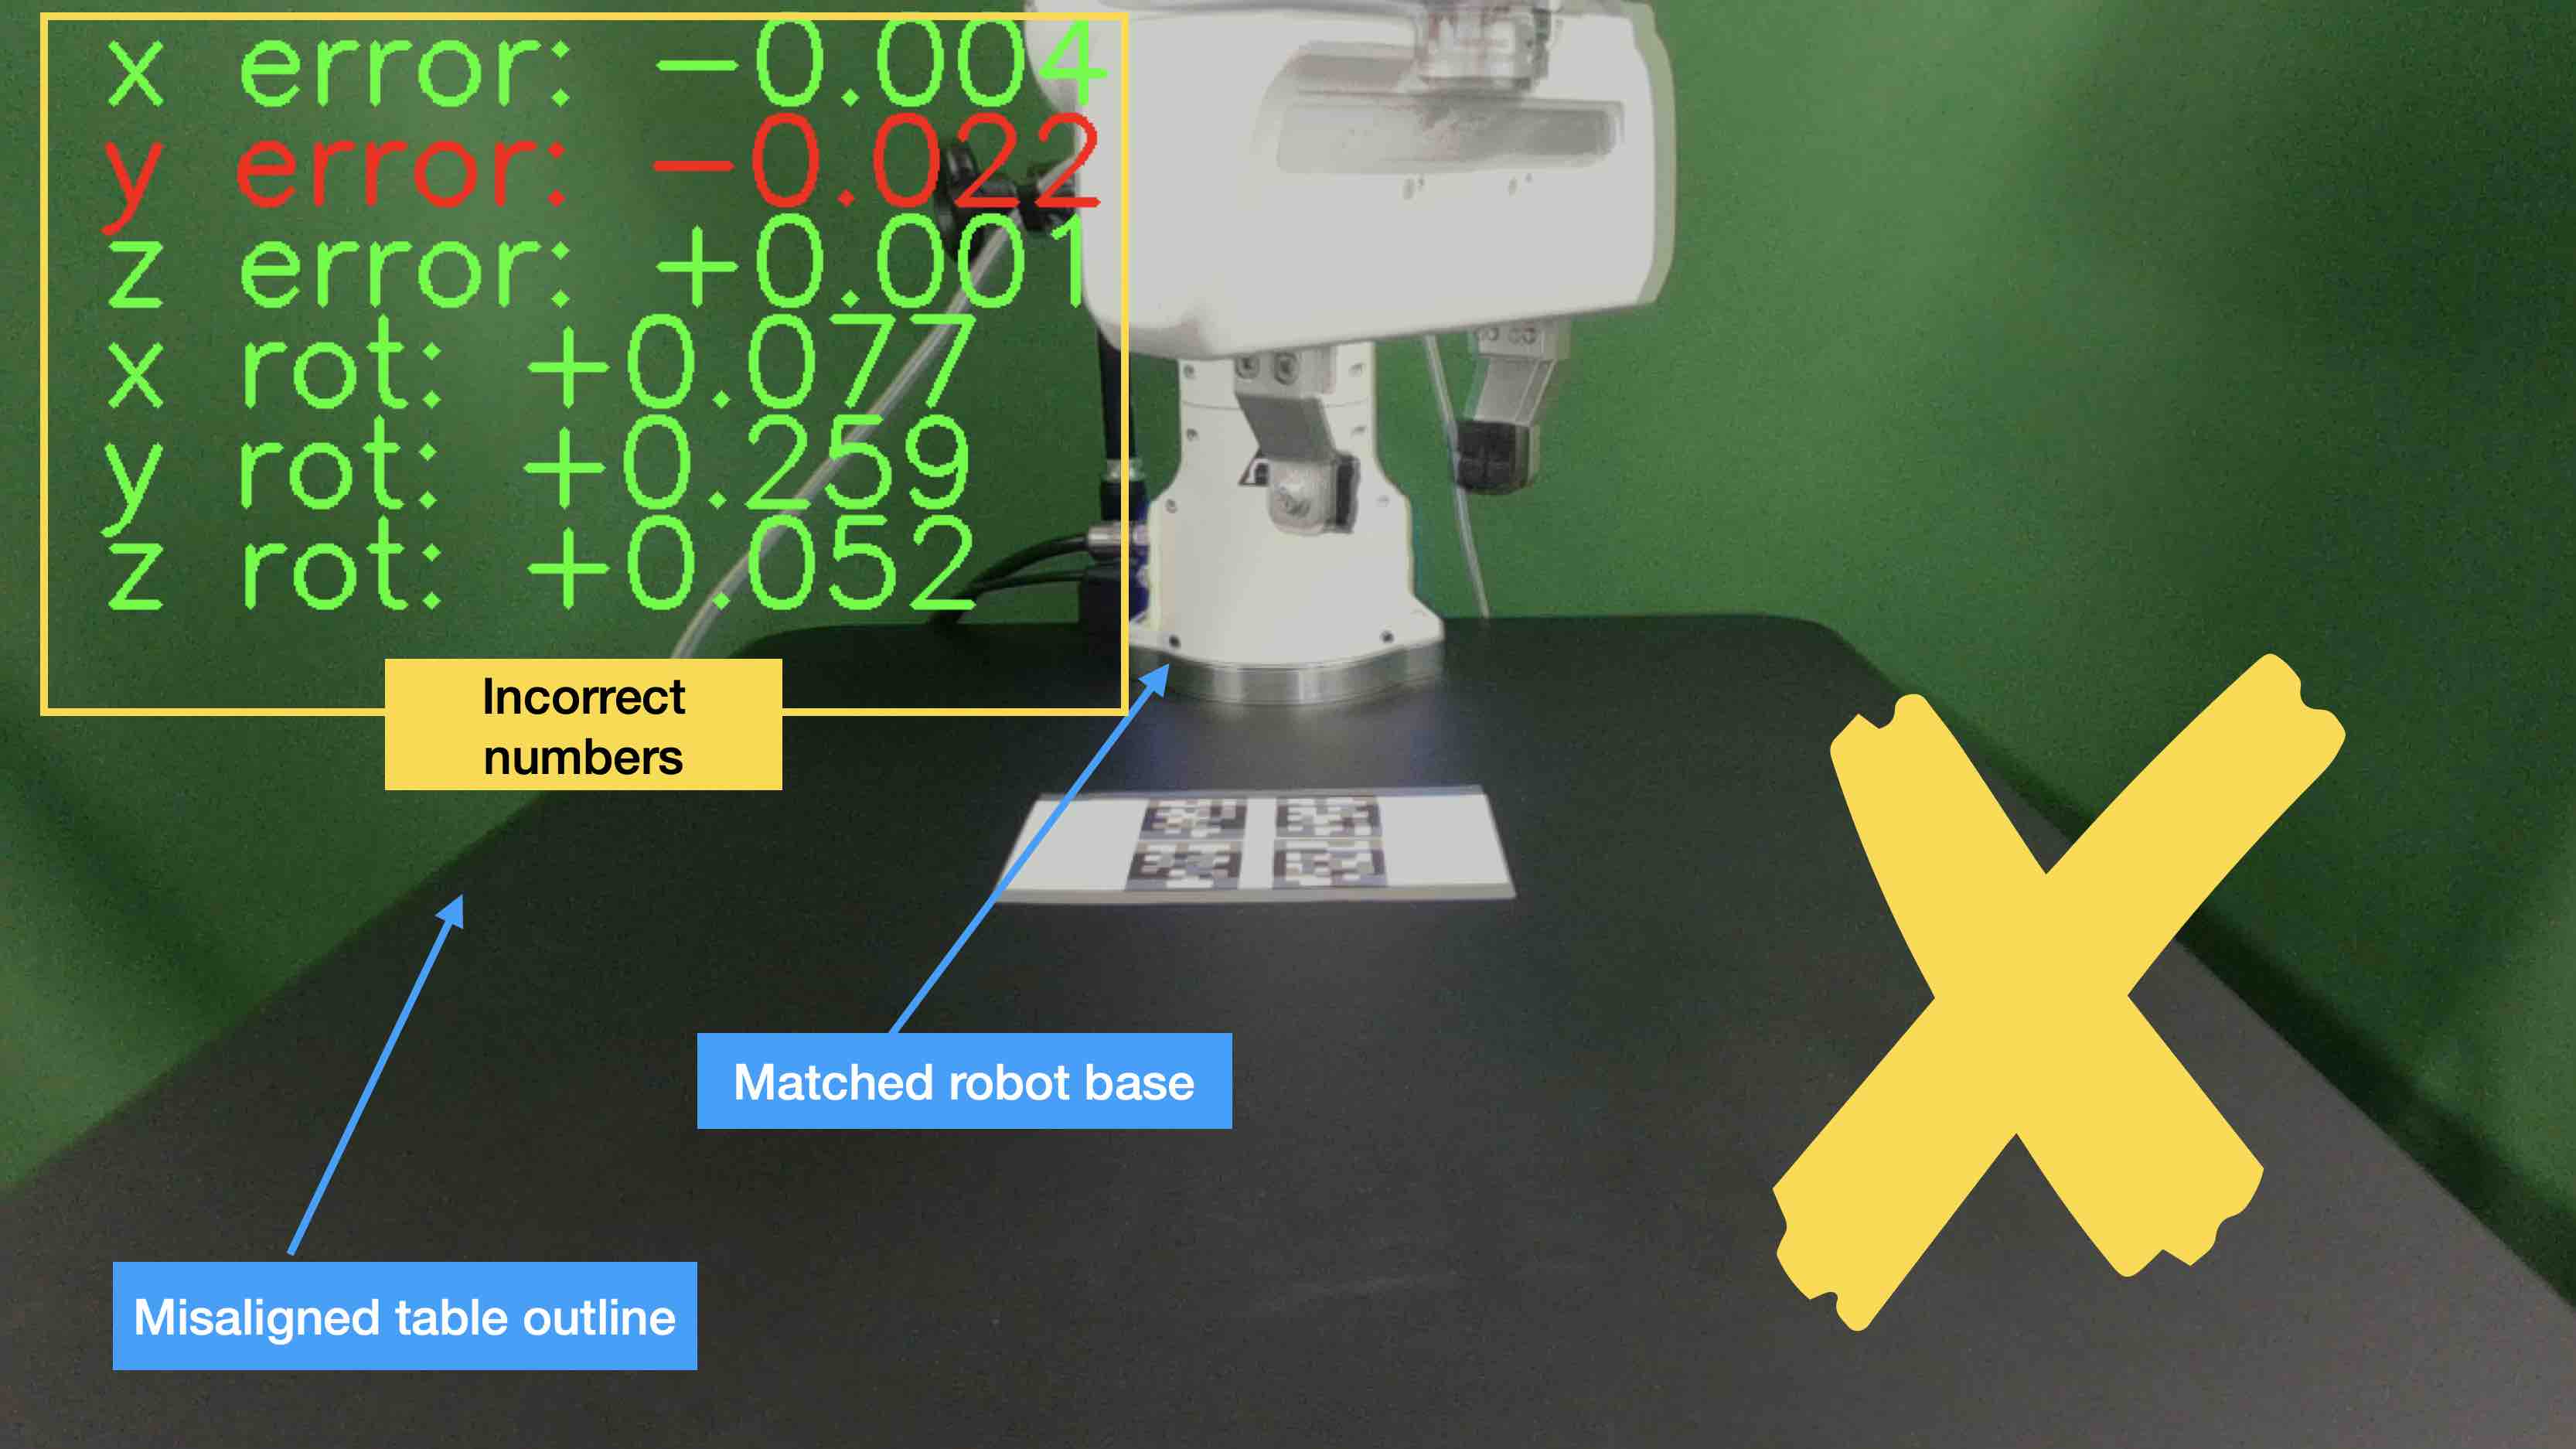 x error: -0.004
y error: -0.022
z error: +0.001
x rot: +0.077
y rot: +0.259
z rot: +0.052
Incorrect
numbers
Matched robot base
Misaligned table outline